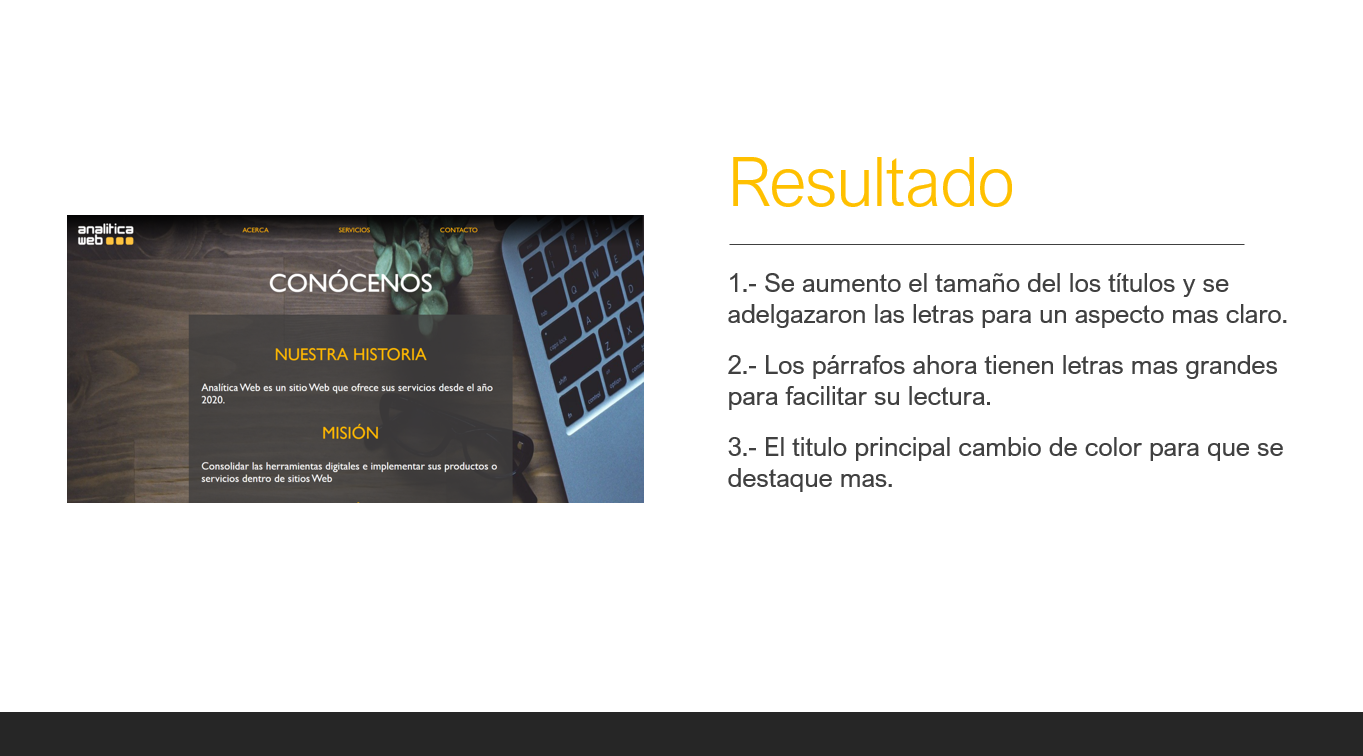 analítica
web
ACERCA SERVICIOS CONTACTO
CONÓCENOS
NUESTRA HISTORIA
Analítica Web es un sitio Web que ofrece sus servicios desde el año
2020.
MISIÓN
Consolidar las herramientas digitales e implementar sus productos o
servicios dentro de sitios Web
Resultado
1.- Se aumento el tamaño del los títulos y se
adelgazaron las letras para un aspecto mas claro.
2.- Los párrafos ahora tienen letras mas grandes
para facilitar su lectura.
3.- El titulo principal cambio de color para que se
destaque mas.